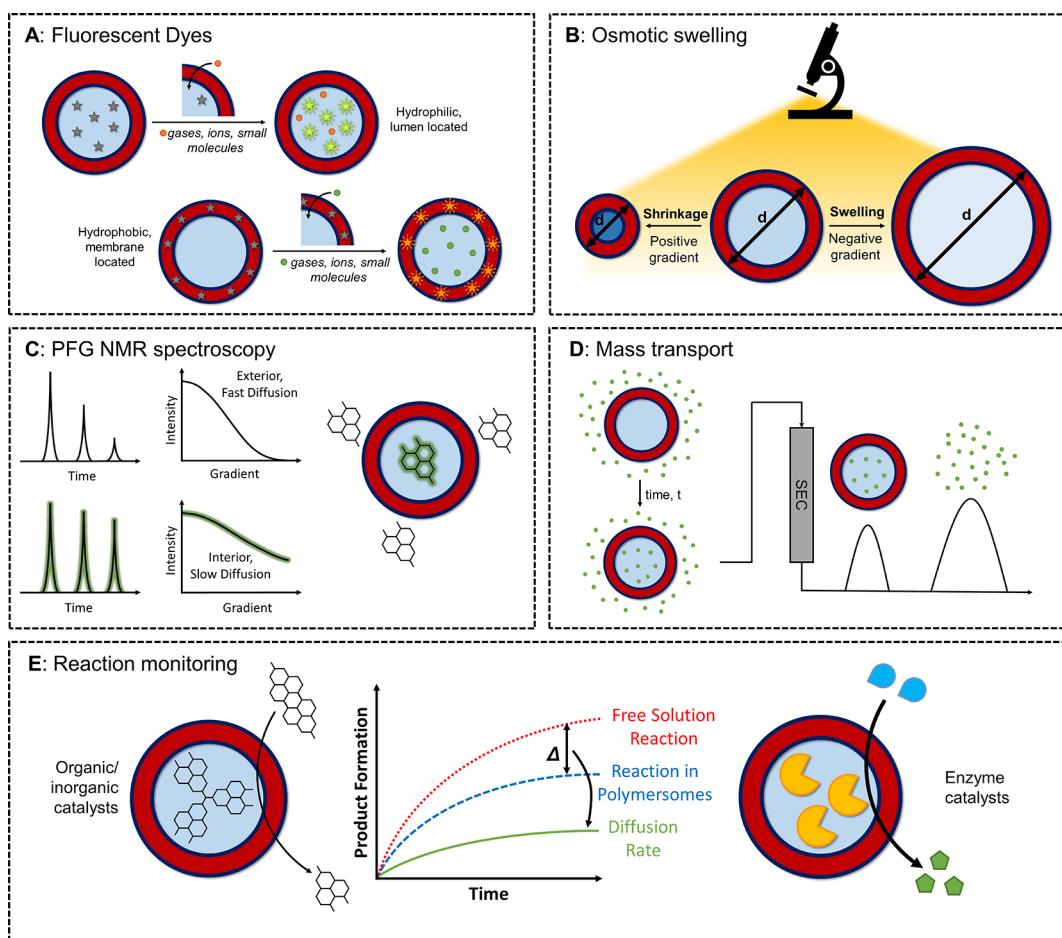 A: Fluorescent Dyes
Hydrophilic,
lumen located
gases, ions, small
molecules
Hydrophobic,
membrane
located
gases, ions, small
molecules
B: Osmotic swelling
d
Shrinkage
Positive
gradient
d
Swelling
Negative
gradient
d
C: PFG NMR spectroscopy
Time
Intensity
Exterior,
Fast Diffusion
Gradient
Time
Intensity
Interior,
Slow Diffusion
Gradient
D: Mass transport
time, t
SEC
E: Reaction monitoring
Organic/
inorganic
catalysts
Product Formation
Time
Δ
Free Solution
Reaction
Reaction in
Polymersomes
Diffusion
Rate
Enzyme
catalysts